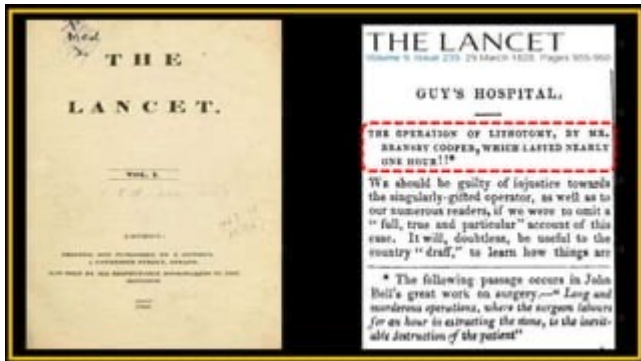 THE
LANCET.
VOL. I.
THE LANCET
Volume 9, Issue 239, 29 March 1828, Pages 959-960
GUY'S HOSPITAL.
THE OPERATION OF LITHOTOMY, BY MR.
BRANSBY COOPER, WHICH LASTED NEARLY
ONE HOUR!!*
WE should be guilty of injustice towards
the singularly-gifted operator, as well as to
our numerous readers, if we were to omit a
" full, true and particular" account of this
case. It will, doubtless, be useful to the
country " draff," to learn how things are
* The following passage occurs in John
Bell's great work on surgery.—" Long and
murderous operations, where the surgeon labours
for an hour in extracting the stone, is the inevit-
able destruction of the patient"